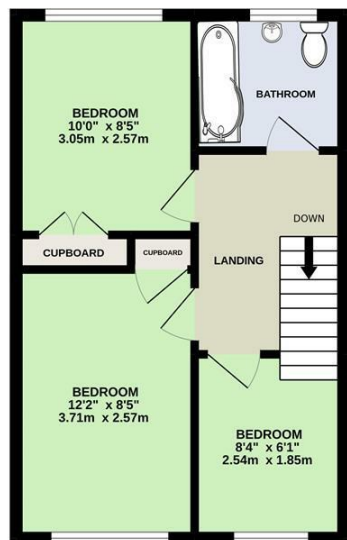 BEDROOM
10'0" x 8'5"
3.05m x 2.57m
BATHROOM
DOWN
CUPBOARD
CUPBOARD
LANDING
BEDROOM
12'2" x 8'5"
3.71m x 2.57m
BEDROOM
8'4" x 6'1"
2.54m x 1.85m